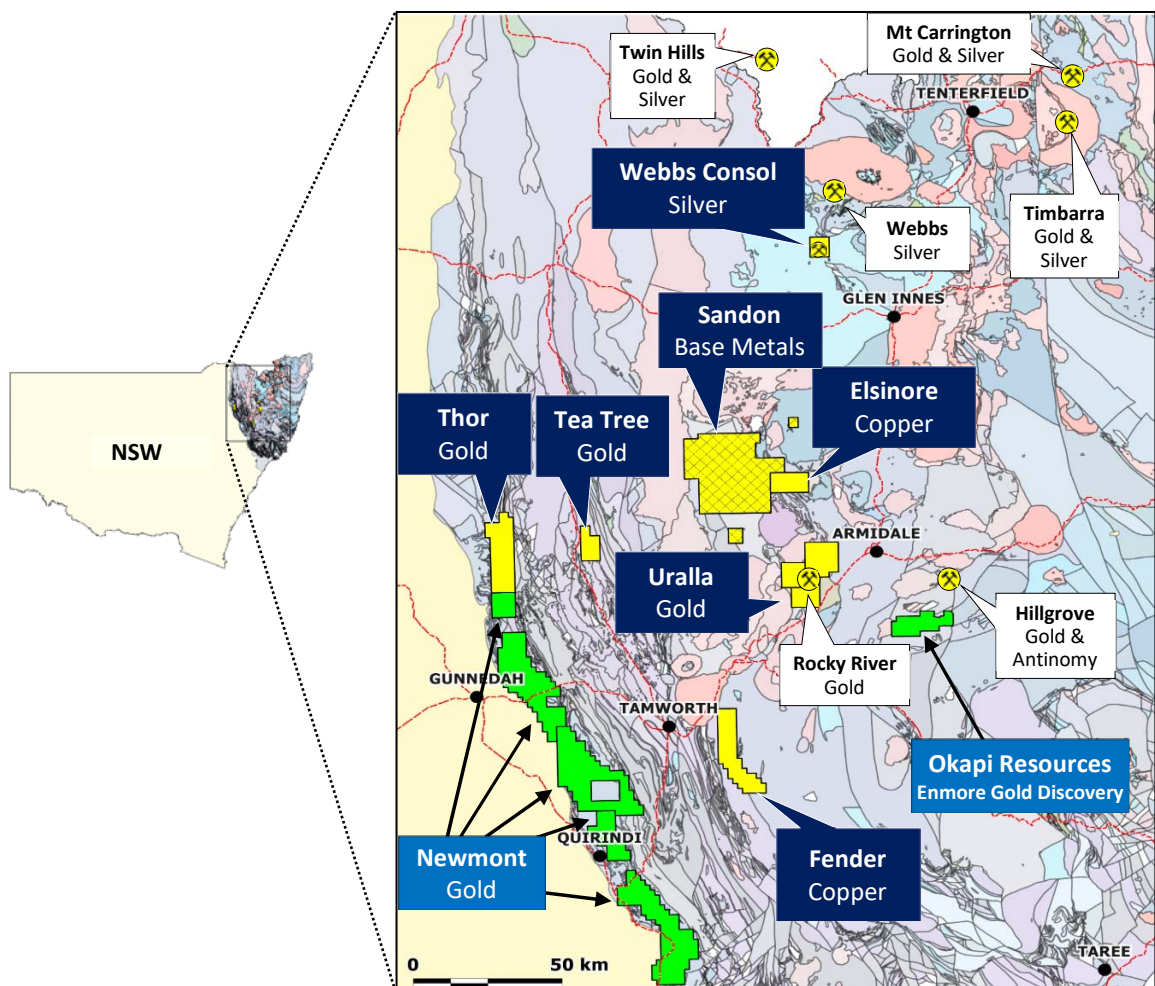 Twin Hills
Gold &
Silver
Mt Carrington
Gold & Silver
TENTERFIELD
Webbs Consol
Silver
Webbs
Silver
Timbarra
Gold &
Silver
GLEN INNES
Sandon
Base Metals
Elsinore
Copper
Thor
Gold
Tea Tree
Gold
NSW
ARMIDALE
Uralla
Gold
Hillgrove
Gold &
Antinomy
Rocky River
Gold
GUNNEDAH
TAMWORTH
Okapi Resources
Enmore Gold Discovery
QUIRINDI
Newmont
Gold
Fender
Copper
TAREE
0
50 km